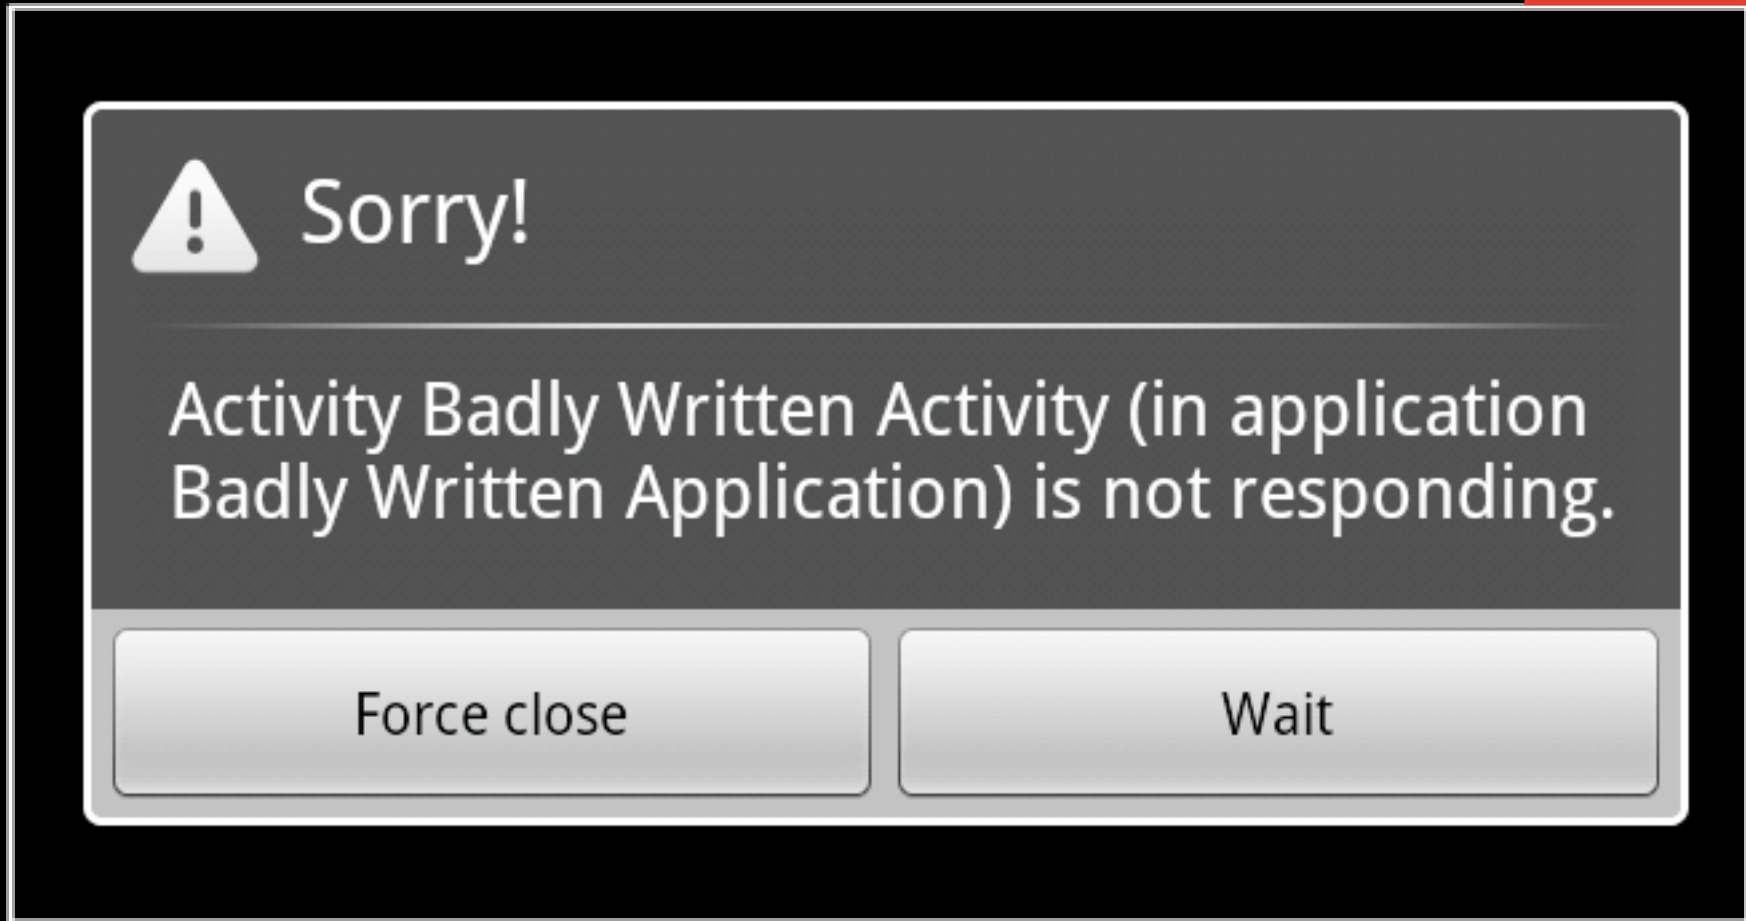 Sorry!
Activity Badly Written Activity (in application
Badly Written Application) is not responding.
Force close
Wait